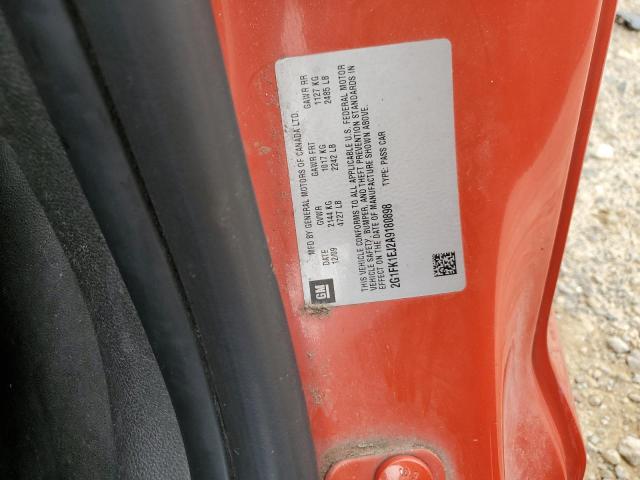 MFD BY GENERAL MOTORS OF CANADA LTD.
DATE GVWR GAWR FRT GAWR RR
12/09 2144 KG 1017 KG 1127 KG
4727 LB 2242 LB 2485 LB
GM
THIS VEHICLE CONFORMS TO ALL APPLICABLE U.S. FEDERAL MOTOR
VEHICLE SAFETY, BUMPER, AND THEFT PREVENTION STANDARDS IN
EFFECT ON THE DATE OF MANUFACTURE SHOWN ABOVE.
2G1FK1EJ2A9180898 TYPE: PASS CAR